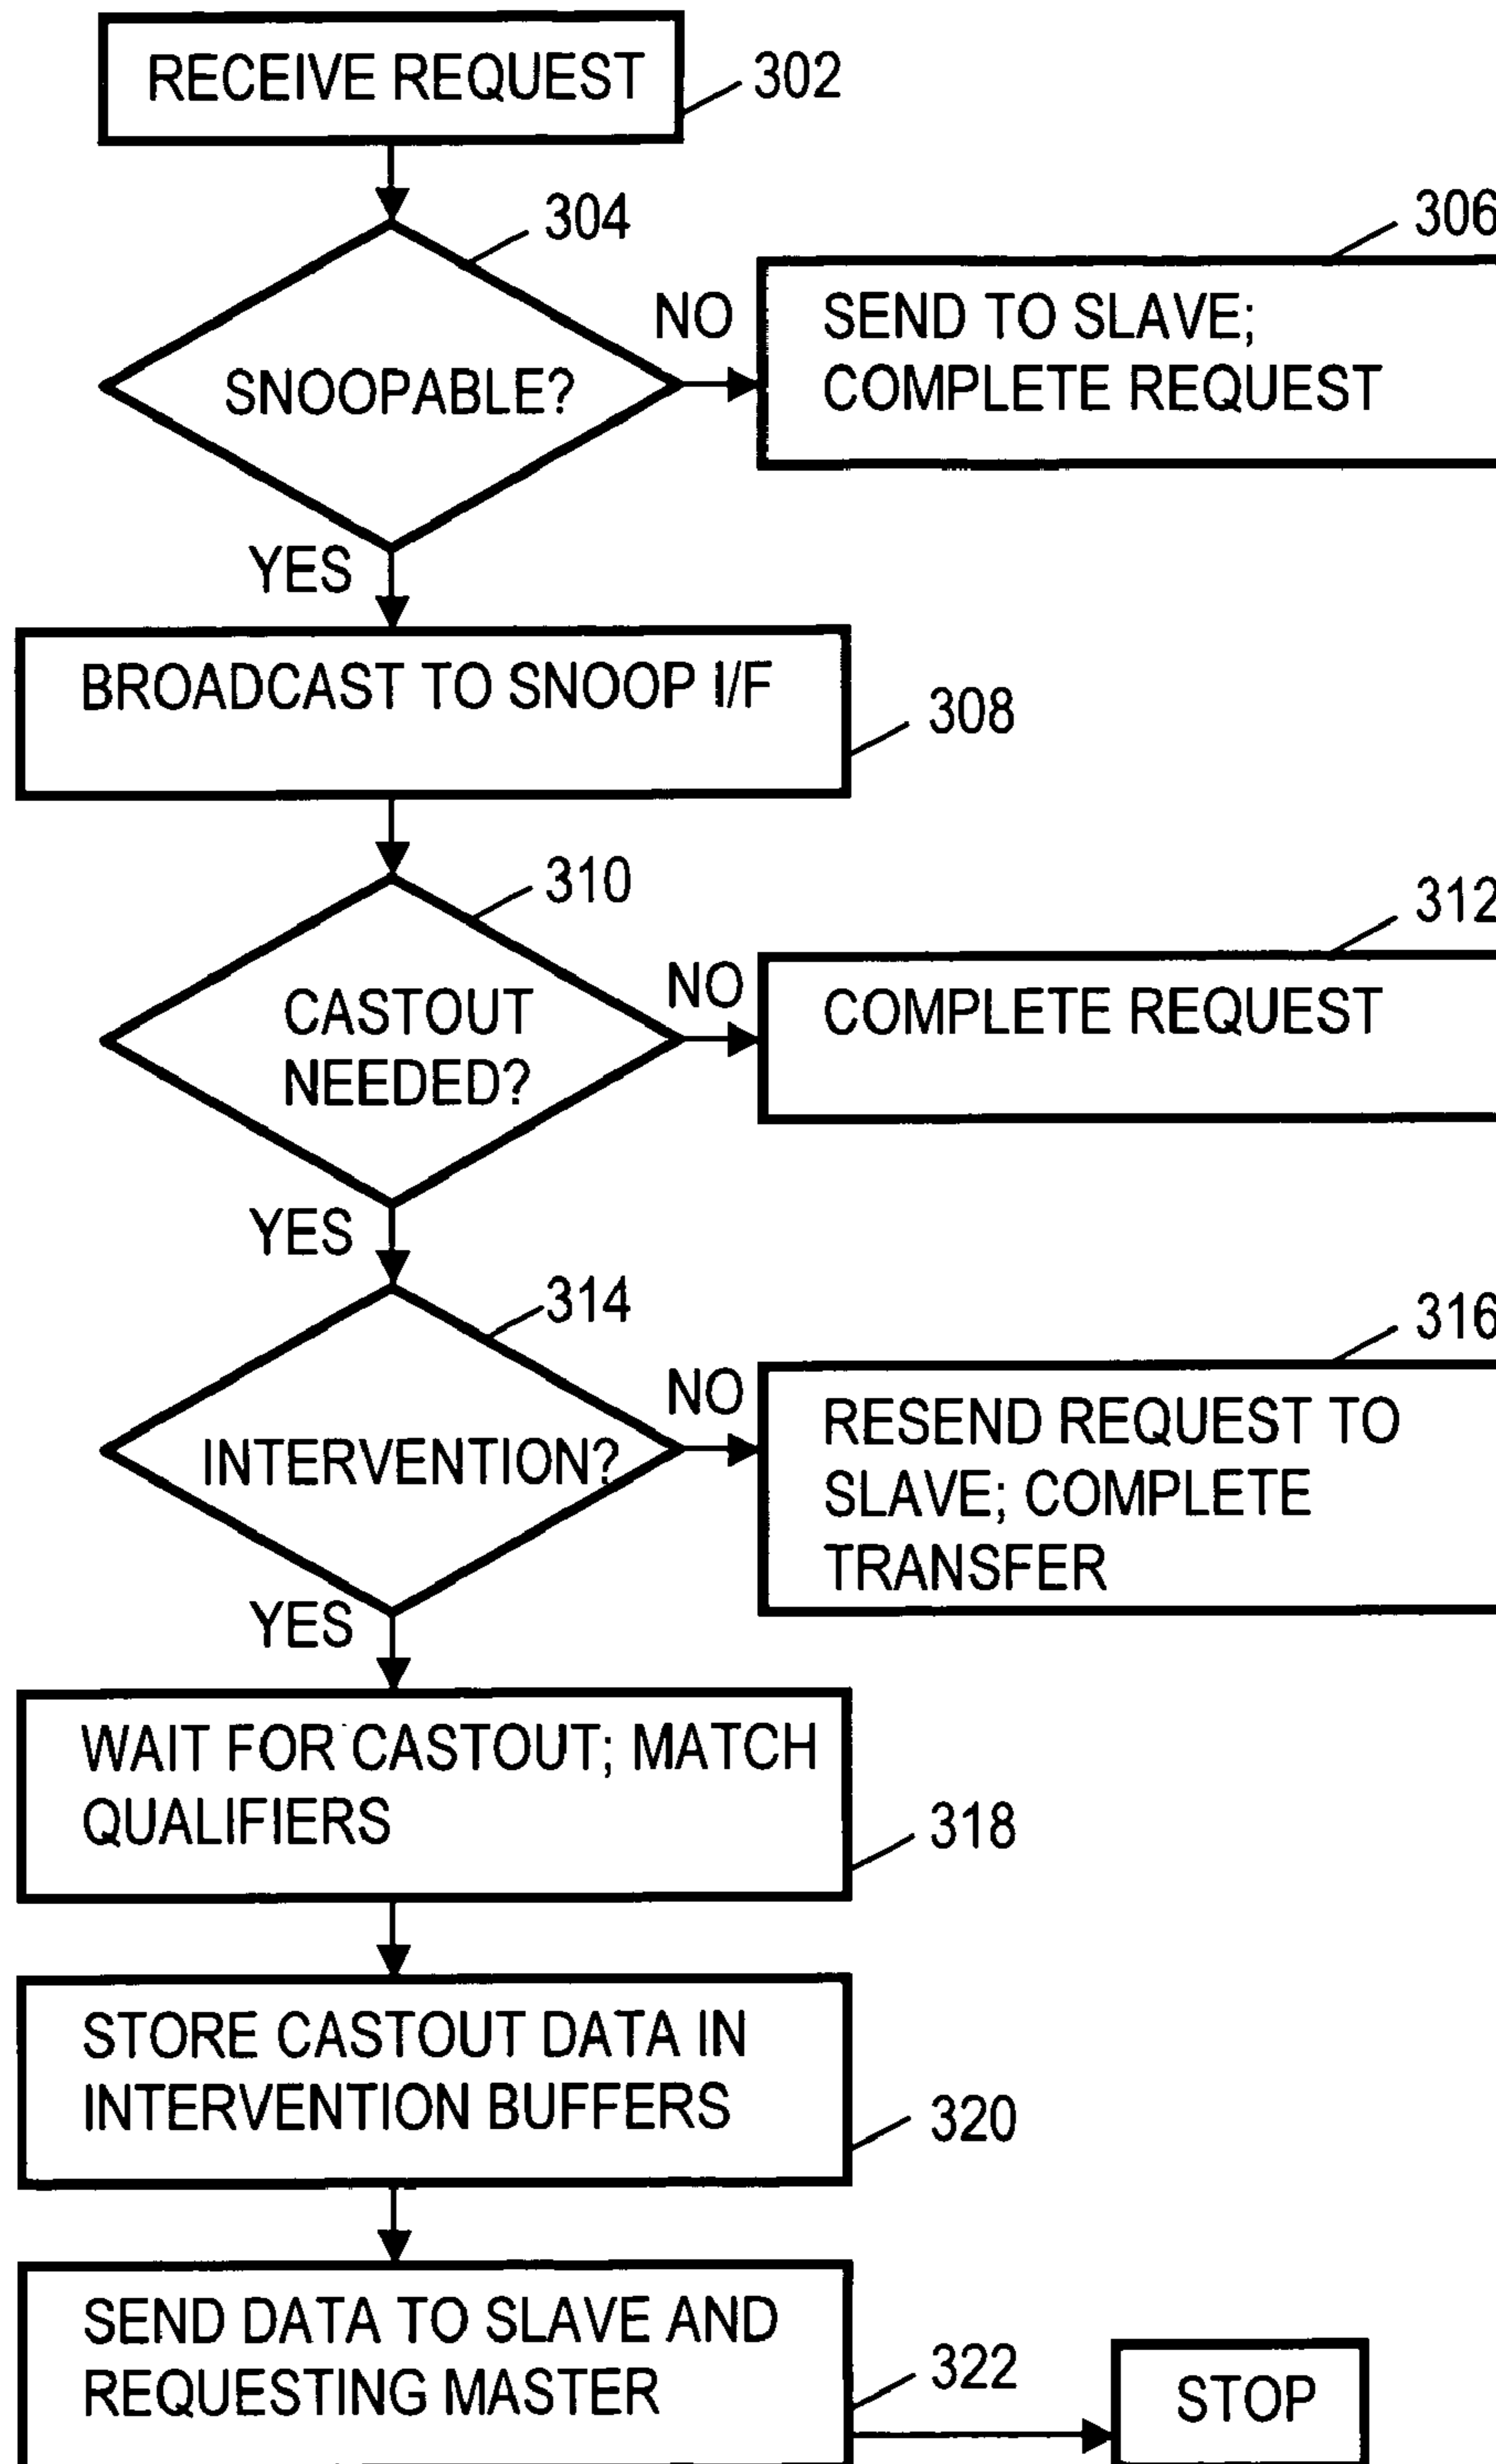 RECEIVE REQUEST
302
304
306
SNOOPABLE?
NO
SEND TO SLAVE;
COMPLETE REQUEST
YES
BROADCAST TO SNOOP I/F
308
310
312
CASTOUT
NEEDED?
NO
COMPLETE REQUEST
YES
314
316
INTERVENTION?
NO
RESEND REQUEST TO
SLAVE; COMPLETE
TRANSFER
YES
WAIT FOR CASTOUT; MATCH
QUALIFIERS
318
STORE CASTOUT DATA IN
INTERVENTION BUFFERS
320
SEND DATA TO SLAVE AND
REQUESTING MASTER
322
STOP